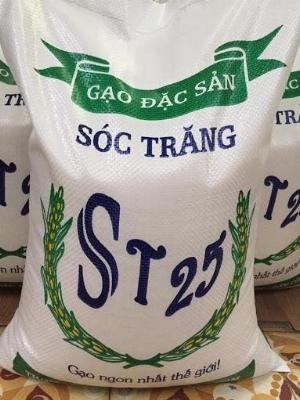 GẠO ĐẶC SẢN
SÓC TRĂNG
ST25
Gạo ngon nhất thế giới!